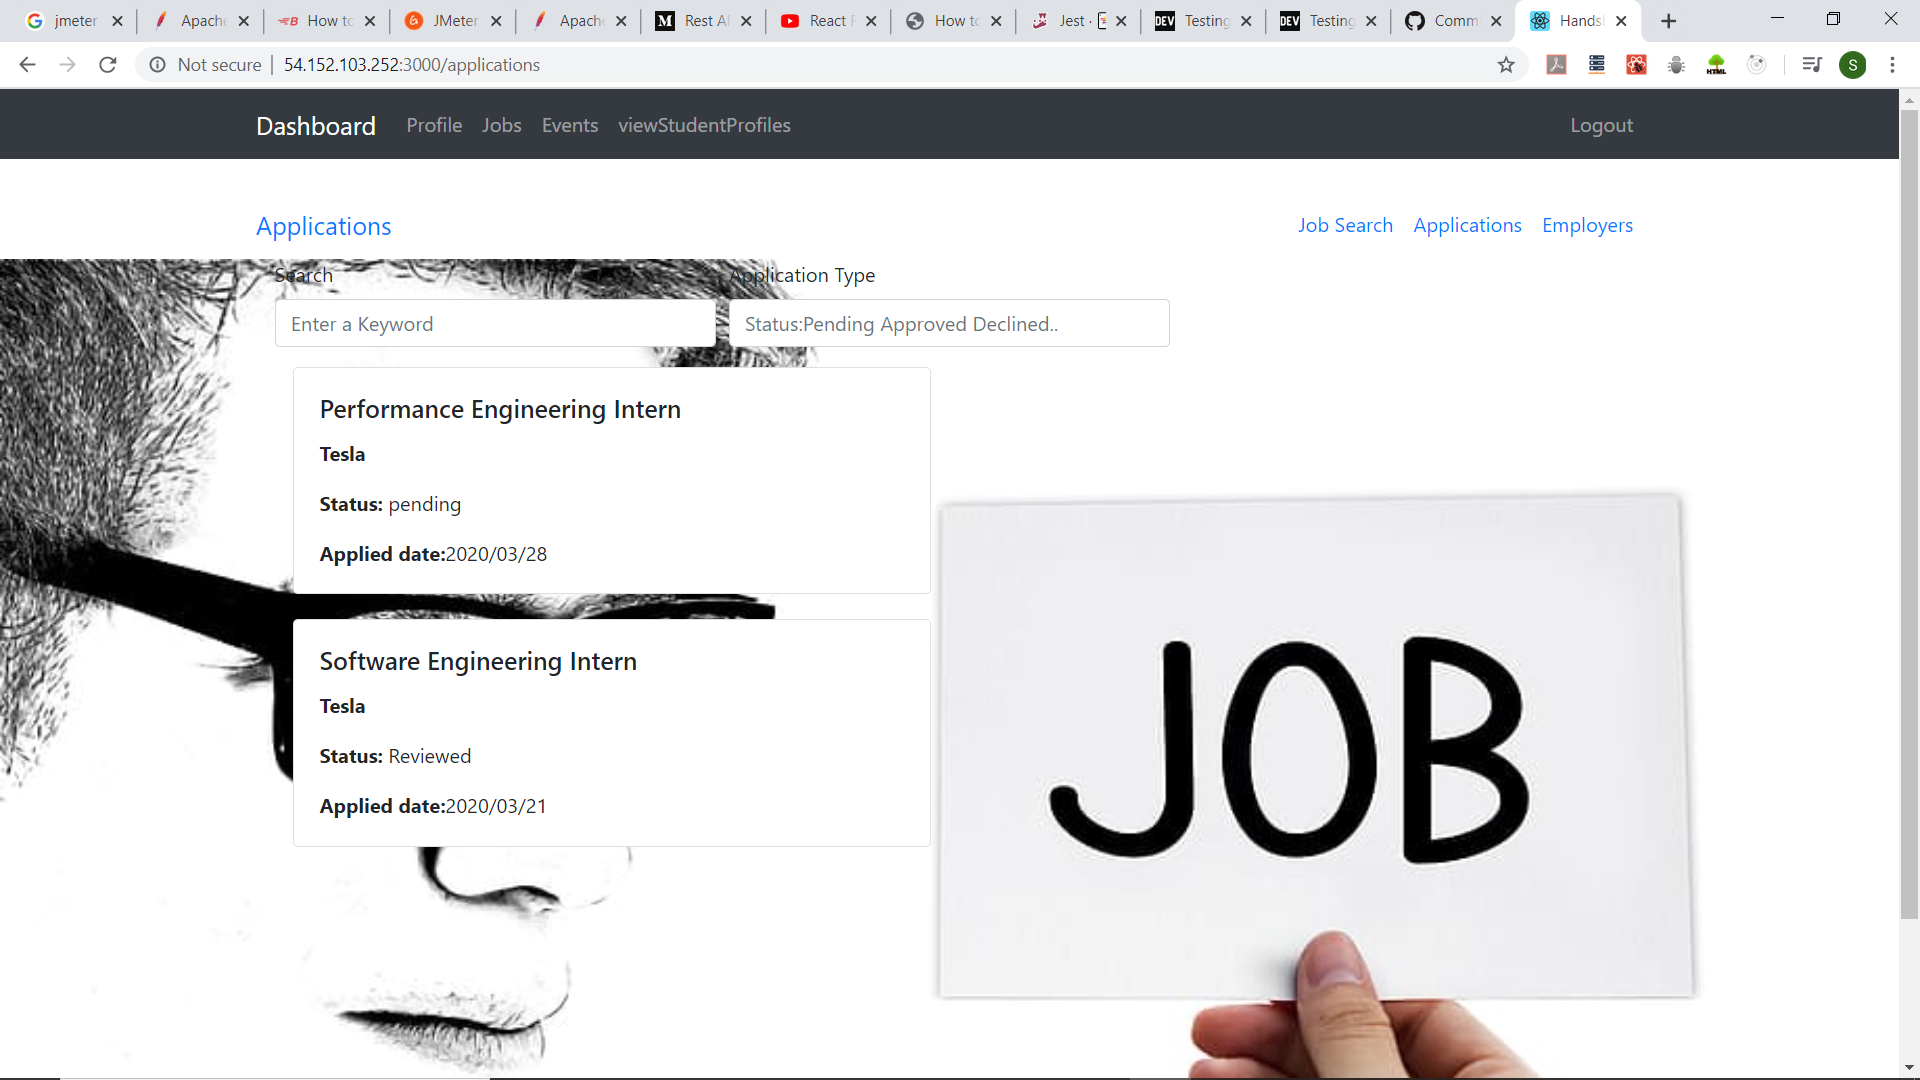 jmeter Apache How to JMeter Apache Rest AP React R How to Jest · Testing Testing Comm Hands
Not secure 54.152.103.252:3000/applications S
Dashboard Profile Jobs Events viewStudentProfiles Logout
Applications Job Search Applications Employers
Search Application Type
Enter a Keyword Status:Pending Approved Declined..
Performance Engineering Intern
Tesla
Status: pending
Applied date:2020/03/28
Software Engineering Intern
Tesla
Status: Reviewed
Applied date:2020/03/21
JOB